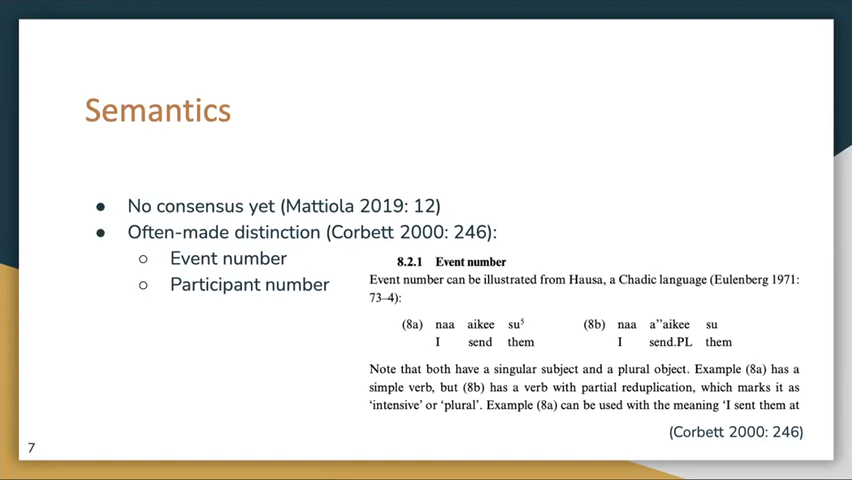 Semantics
● No consensus yet (Mattiola 2019: 12)
● Often-made distinction (Corbett 2000: 246):
○ Event number
○ Participant number
8.2.1 Event number
Event number can be illustrated from Hausa, a Chadic language (Eulenberg 1971:
73–4):
(8a) naa aikee su⁵ (8b) naa a’’aikee su
I send them I send.PL them
Note that both have a singular subject and a plural object. Example (8a) has a
simple verb, but (8b) has a verb with partial reduplication, which marks it as
‘intensive’ or ‘plural’. Example (8a) can be used with the meaning ‘I sent them at
(Corbett 2000: 246)
7